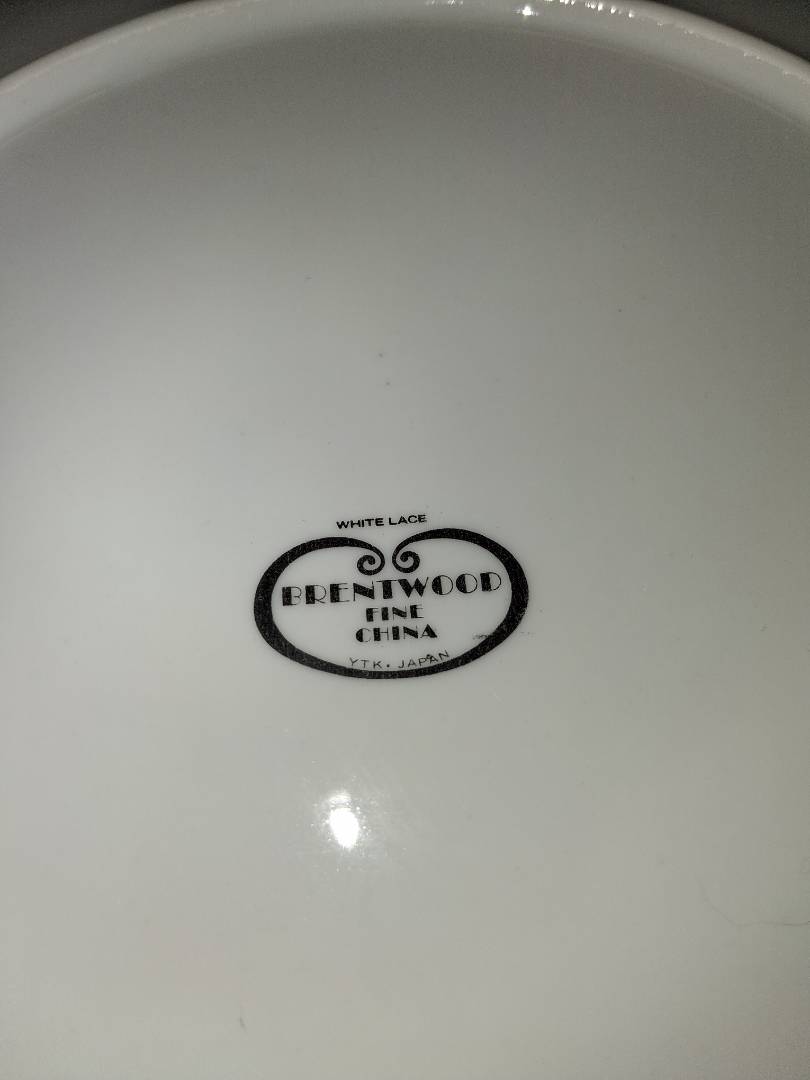 WHITE LACE
BRENTWOOD
FINE
CHINA
YTK. JAPAN